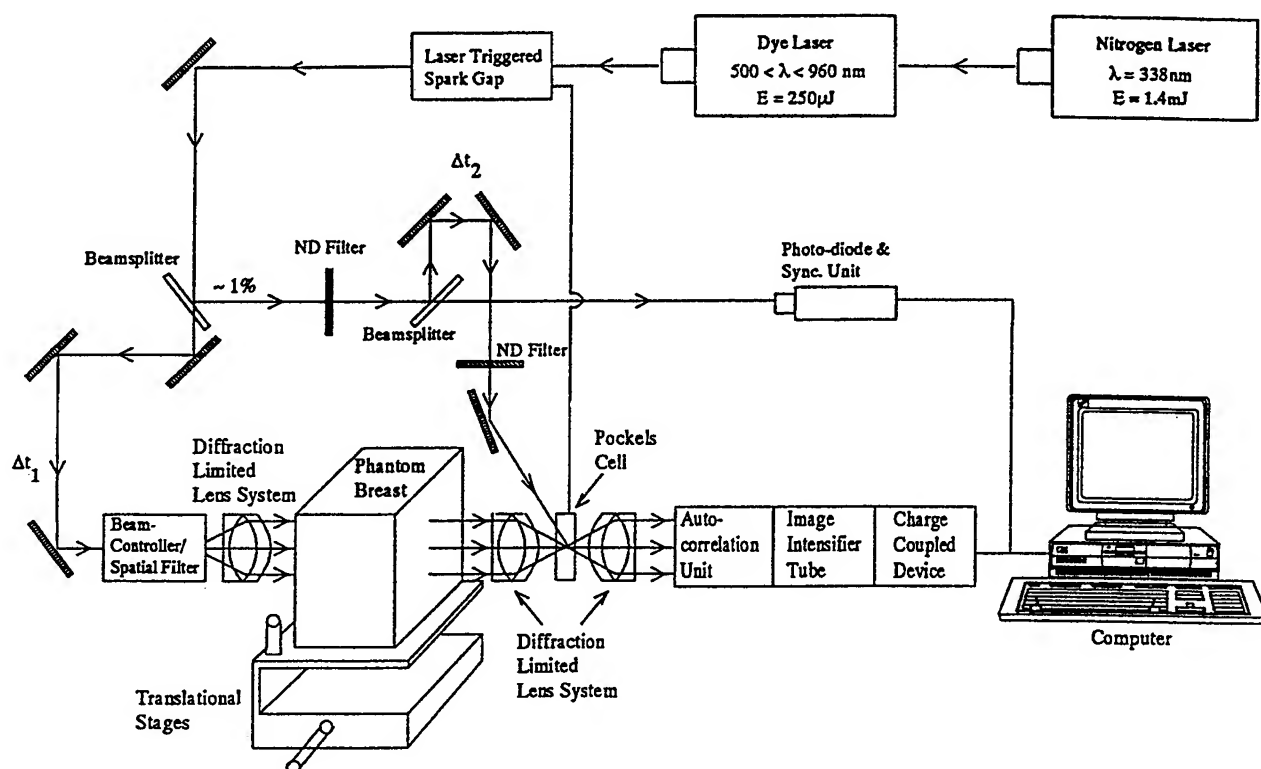 Laser Triggered
Spark Gap
Dye Laser
500 < λ < 960 nm
E = 250μJ
Nitrogen Laser
λ = 338nm
E = 1.4mJ
Δt2
Beamsplitter
~ 1%
ND Filter
Beamsplitter
Photo-diode &
Sync. Unit
ND Filter
Δt1
Diffraction
Limited
Lens System
Phantom
Breast
Pockels
Cell
Beam-
Controller/
Spatial Filter
Auto-
correlation
Unit
Image
Intensifier
Tube
Charge
Coupled
Device
Computer
Diffraction
Limited
Lens System
Translational
Stages